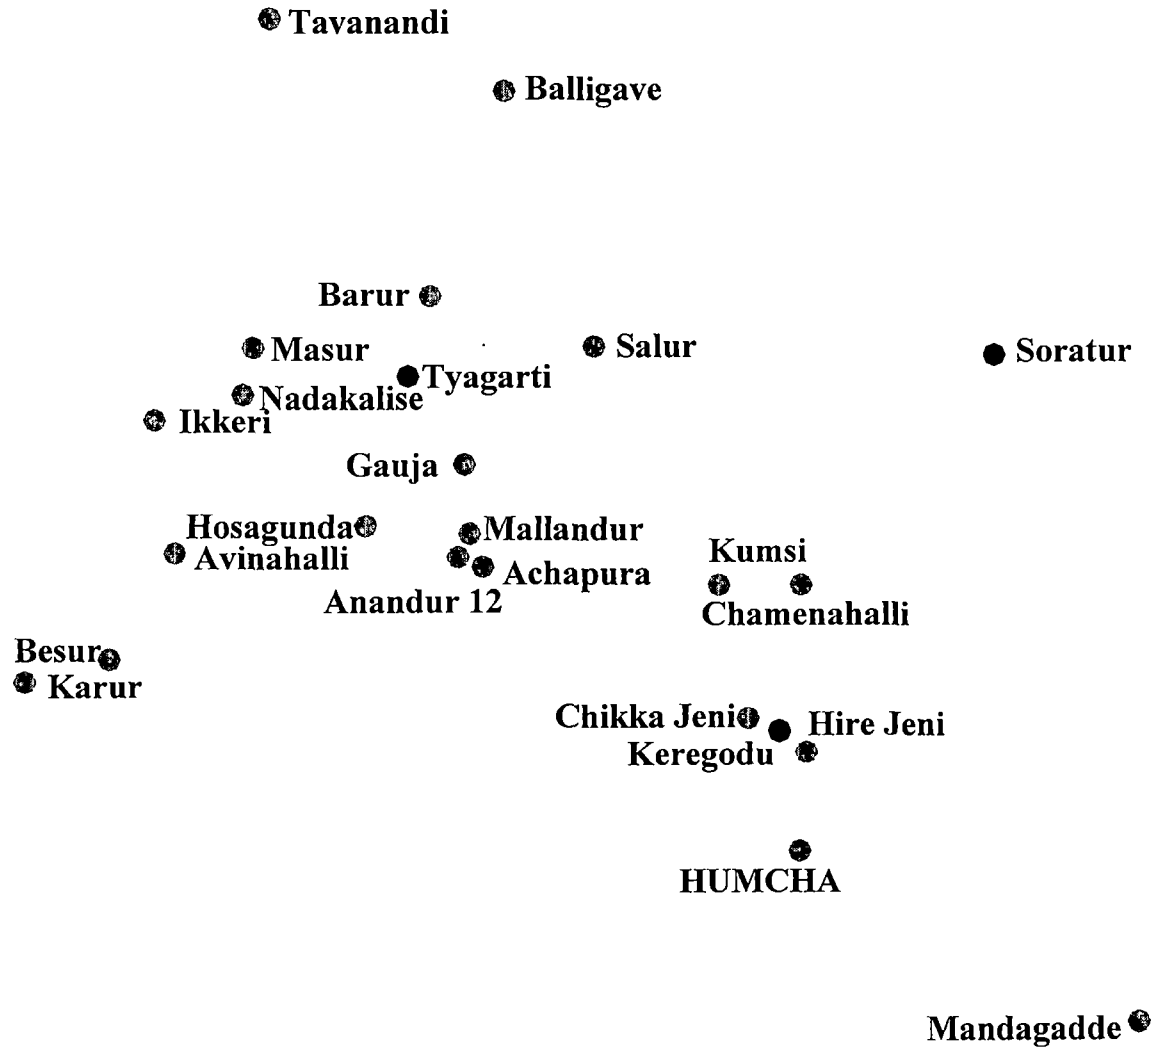 Tavanandi
Balligave
Barur
Masur
Salur
Soratur
Tyagarti
Nadakalise
Ikkeri
Gauja
Hosagunda
Mallandur
Avinahalli
Kumsi
Achapura
Anandur 12
Chamenahalli
Besur
Karur
Chikka Jeni
Hire Jeni
Keregodu
HUMCHA
Mandagadde